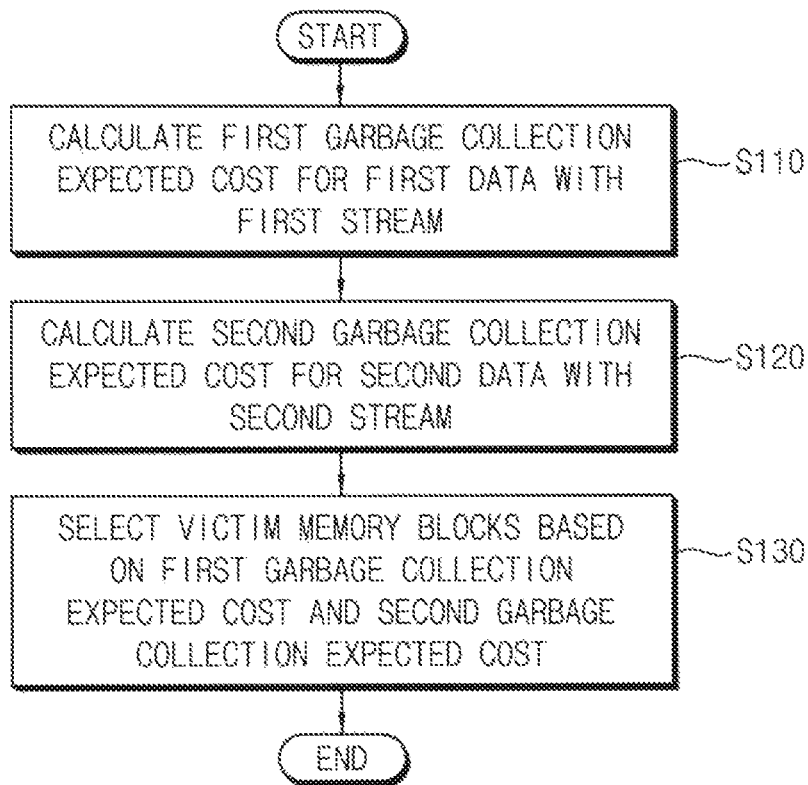 START
CALCULATE FIRST GARBAGE COLLECTION
EXPECTED COST FOR FIRST DATA WITH
FIRST STREAM
S110
CALCULATE SECOND GARBAGE COLLECTION
EXPECTED COST FOR SECOND DATA WITH
SECOND STREAM
S120
SELECT VICTIM MEMORY BLOCKS BASED
ON FIRST GARBAGE COLLECTION
EXPECTED COST AND SECOND GARBAGE
COLLECTION EXPECTED COST
S130
END